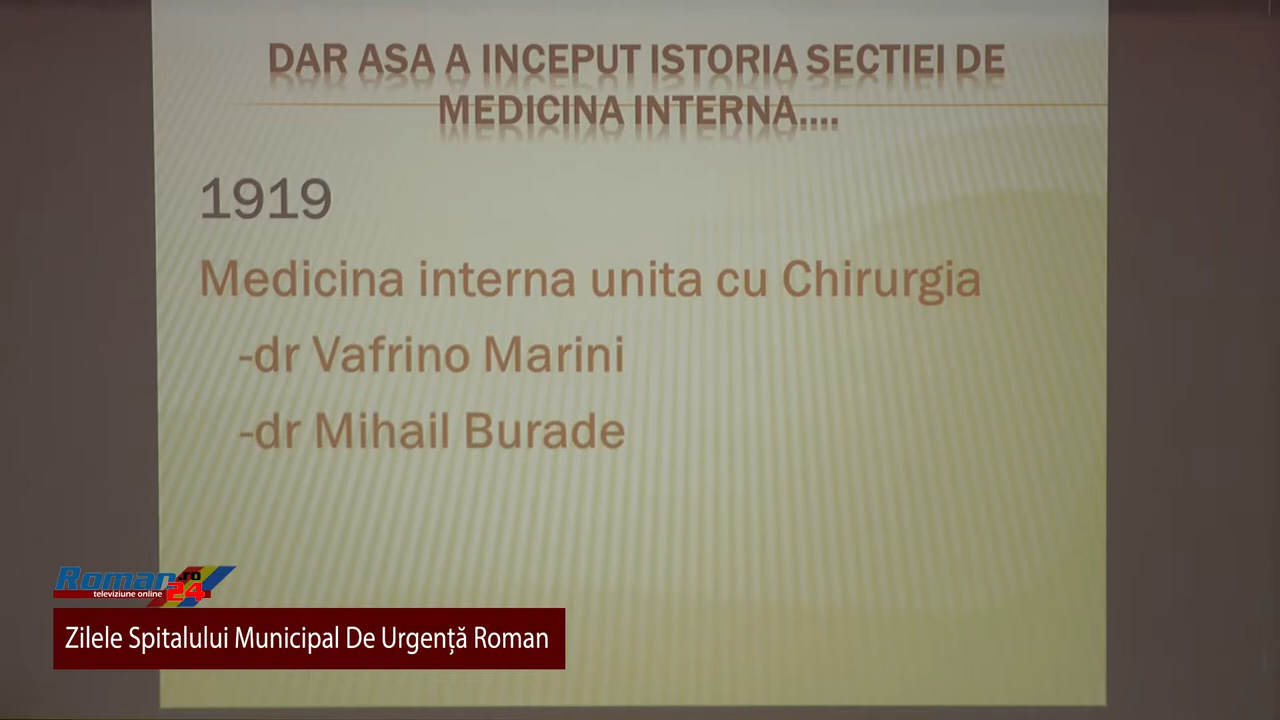 DAR ASA A INCEPUT ISTORIA SECTIEI DE
MEDICINA INTERNA....
1919
Medicina interna unita cu Chirurgia
-dr Vafrino Marini
-dr Mihail Burade
Roman .ro
televiziune online 24
Zilele Spitalului Municipal De Urgență Roman